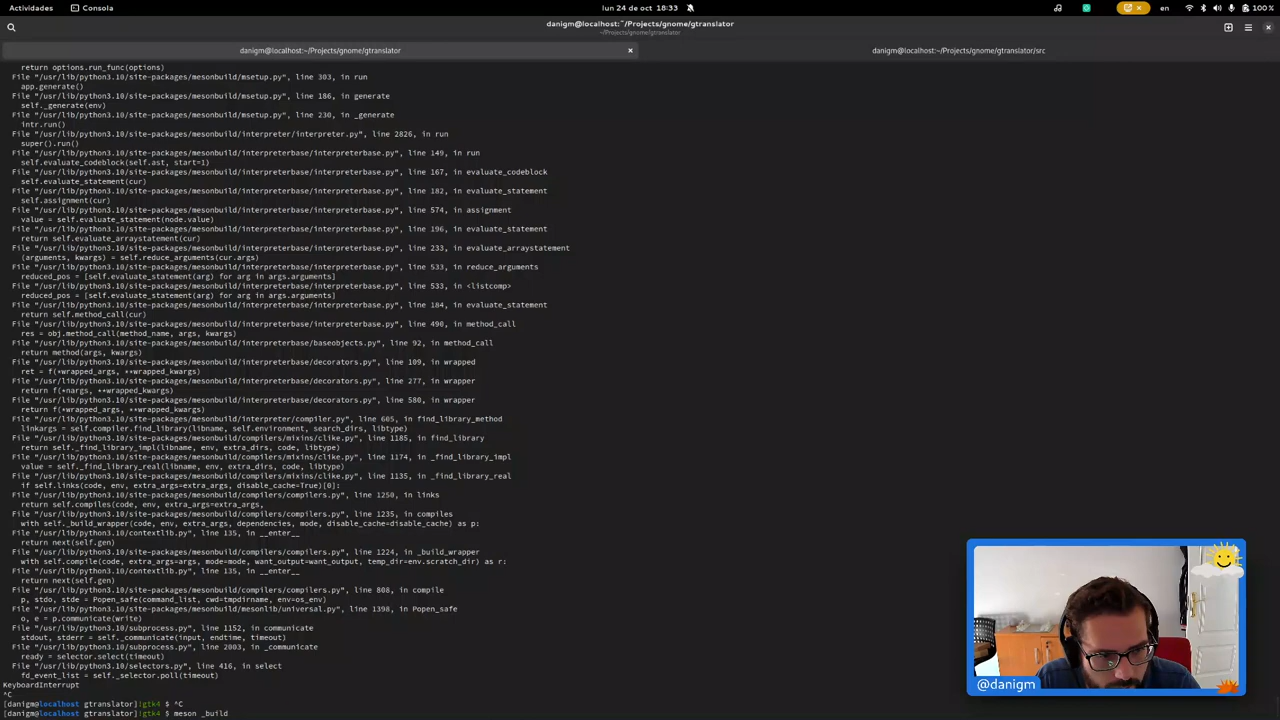 Actividades
Consola
lun 24 de oct 18:33
en
100 %
danigm@localhost:~/Projects/gnome/gtranslator
~/Projects/gnome/gtranslator
danigm@localhost:~/Projects/gnome/gtranslator
danigm@localhost:~/Projects/gnome/gtranslator/src
return options.run_func(options)
File "/usr/lib/python3.10/site-packages/mesonbuild/msetup.py", line 303, in run
app.generate()
File "/usr/lib/python3.10/site-packages/mesonbuild/msetup.py", line 186, in generate
self._generate(env)
File "/usr/lib/python3.10/site-packages/mesonbuild/msetup.py", line 230, in _generate
intr.run()
File "/usr/lib/python3.10/site-packages/mesonbuild/interpreter/interpreter.py", line 2826, in run
super().run()
File "/usr/lib/python3.10/site-packages/mesonbuild/interpreterbase/interpreterbase.py", line 149, in run
self.evaluate_codeblock(self.ast, start=1)
File "/usr/lib/python3.10/site-packages/mesonbuild/interpreterbase/interpreterbase.py", line 167, in evaluate_codeblock
self.evaluate_statement(cur)
File "/usr/lib/python3.10/site-packages/mesonbuild/interpreterbase/interpreterbase.py", line 182, in evaluate_statement
self.assignment(cur)
File "/usr/lib/python3.10/site-packages/mesonbuild/interpreterbase/interpreterbase.py", line 574, in assignment
value = self.evaluate_statement(node.value)
File "/usr/lib/python3.10/site-packages/mesonbuild/interpreterbase/interpreterbase.py", line 196, in evaluate_statement
return self.evaluate_arraystatement(cur)
File "/usr/lib/python3.10/site-packages/mesonbuild/interpreterbase/interpreterbase.py", line 233, in evaluate_arraystatement
(arguments, kwargs) = self.reduce_arguments(cur.args)
File "/usr/lib/python3.10/site-packages/mesonbuild/interpreterbase/interpreterbase.py", line 533, in reduce_arguments
reduced_pos = [self.evaluate_statement(arg) for arg in args.arguments]
File "/usr/lib/python3.10/site-packages/mesonbuild/interpreterbase/interpreterbase.py", line 533, in <listcomp>
reduced_pos = [self.evaluate_statement(arg) for arg in args.arguments]
File "/usr/lib/python3.10/site-packages/mesonbuild/interpreterbase/interpreterbase.py", line 184, in evaluate_statement
return self.method_call(cur)
File "/usr/lib/python3.10/site-packages/mesonbuild/interpreterbase/interpreterbase.py", line 490, in method_call
res = obj.method_call(method_name, args, kwargs)
File "/usr/lib/python3.10/site-packages/mesonbuild/interpreterbase/baseobjects.py", line 92, in method_call
return method(args, kwargs)
File "/usr/lib/python3.10/site-packages/mesonbuild/interpreterbase/decorators.py", line 109, in wrapped
ret = f(*wrapped_args, **wrapped_kwargs)
File "/usr/lib/python3.10/site-packages/mesonbuild/interpreterbase/decorators.py", line 277, in wrapper
return f(*nargs, **wrapped_kwargs)
File "/usr/lib/python3.10/site-packages/mesonbuild/interpreterbase/decorators.py", line 580, in wrapper
return f(*wrapped_args, **wrapped_kwargs)
File "/usr/lib/python3.10/site-packages/mesonbuild/interpreter/compiler.py", line 605, in find_library_method
linkargs = self.compiler.find_library(libname, self.environment, search_dirs, libtype)
File "/usr/lib/python3.10/site-packages/mesonbuild/compilers/mixins/clike.py", line 1185, in find_library
return self._find_library_impl(libname, env, extra_dirs, code, libtype)
File "/usr/lib/python3.10/site-packages/mesonbuild/compilers/mixins/clike.py", line 1174, in _find_library_impl
value = self._find_library_real(libname, env, extra_dirs, code, libtype)
File "/usr/lib/python3.10/site-packages/mesonbuild/compilers/mixins/clike.py", line 1135, in _find_library_real
if self.links(code, env, extra_args=extra_args, disable_cache=True)[0]:
File "/usr/lib/python3.10/site-packages/mesonbuild/compilers/compilers.py", line 1250, in links
return self.compiles(code, env, extra_args=extra_args,
File "/usr/lib/python3.10/site-packages/mesonbuild/compilers/compilers.py", line 1235, in compiles
with self._build_wrapper(code, env, extra_args, dependencies, mode, disable_cache=disable_cache) as p:
File "/usr/lib/python3.10/contextlib.py", line 135, in __enter__
return next(self.gen)
File "/usr/lib/python3.10/site-packages/mesonbuild/compilers/compilers.py", line 1224, in _build_wrapper
with self.compile(code, extra_args=args, mode=mode, want_output=want_output, temp_dir=env.scratch_dir) as r:
File "/usr/lib/python3.10/contextlib.py", line 135, in __enter__
return next(self.gen)
File "/usr/lib/python3.10/site-packages/mesonbuild/compilers/compilers.py", line 808, in compile
p, stdo, stde = Popen_safe(command_list, cwd=tmpdirname, env=os_env)
File "/usr/lib/python3.10/site-packages/mesonbuild/mesonlib/universal.py", line 1398, in Popen_safe
o, e = p.communicate(write)
File "/usr/lib/python3.10/subprocess.py", line 1152, in communicate
stdout, stderr = self._communicate(input, endtime, timeout)
File "/usr/lib/python3.10/subprocess.py", line 2003, in _communicate
ready = selector.select(timeout)
File "/usr/lib/python3.10/selectors.py", line 416, in select
fd_event_list = self._selector.poll(timeout)
KeyboardInterrupt
^C
[danigm@localhost gtranslator]!gtk4 $ ^C
[danigm@localhost gtranslator]!gtk4 $ meson _build
@danigm